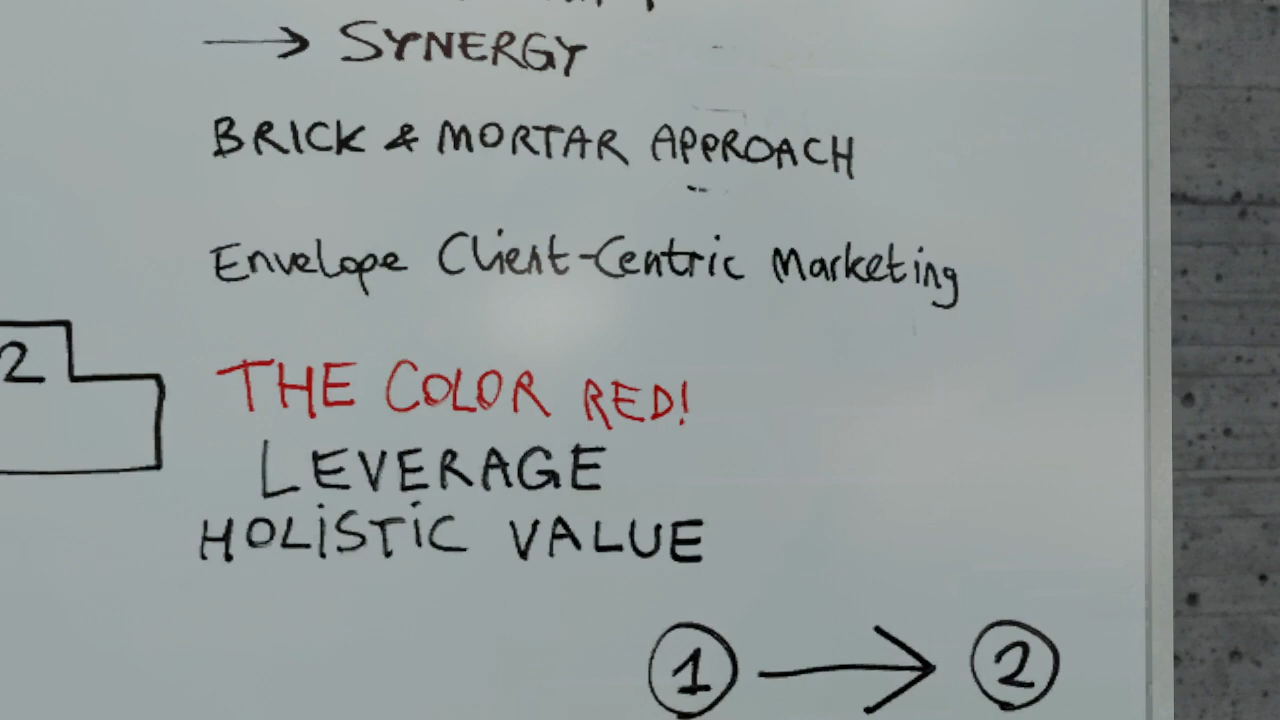 → SYNERGY
BRICK & MORTAR APPROACH
Envelope Client-Centric Marketing
2
THE COLOR RED!
LEVERAGE
HOLiSTiC VALUE
1 → 2